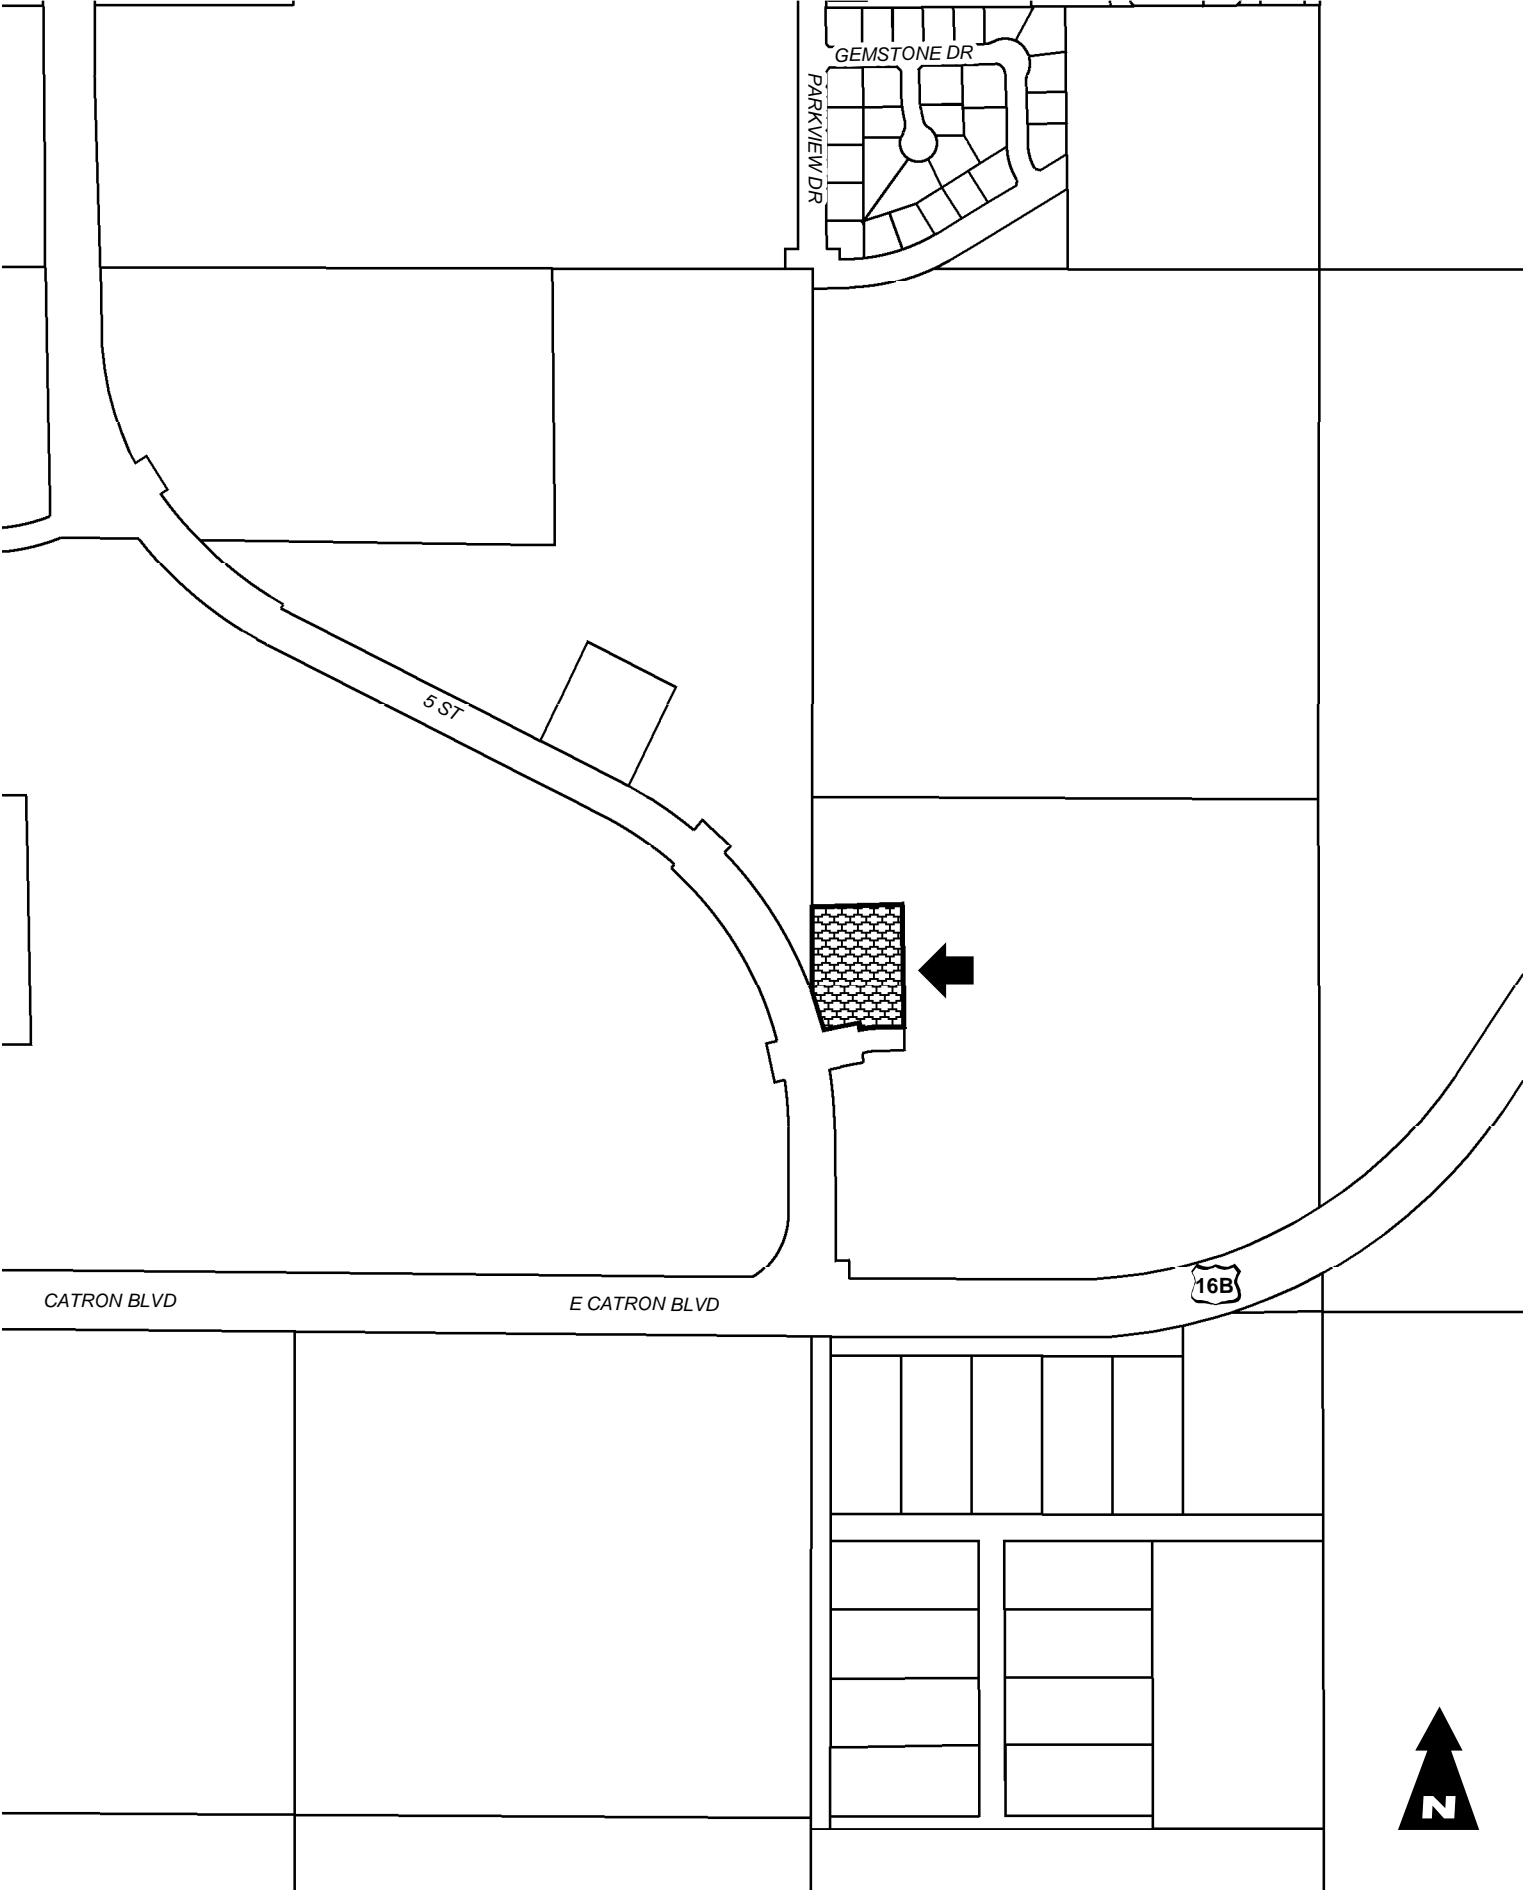 GEMSTONE DR
PARKVIEW DR
5 ST
CATRON BLVD
E CATRON BLVD
16B
N